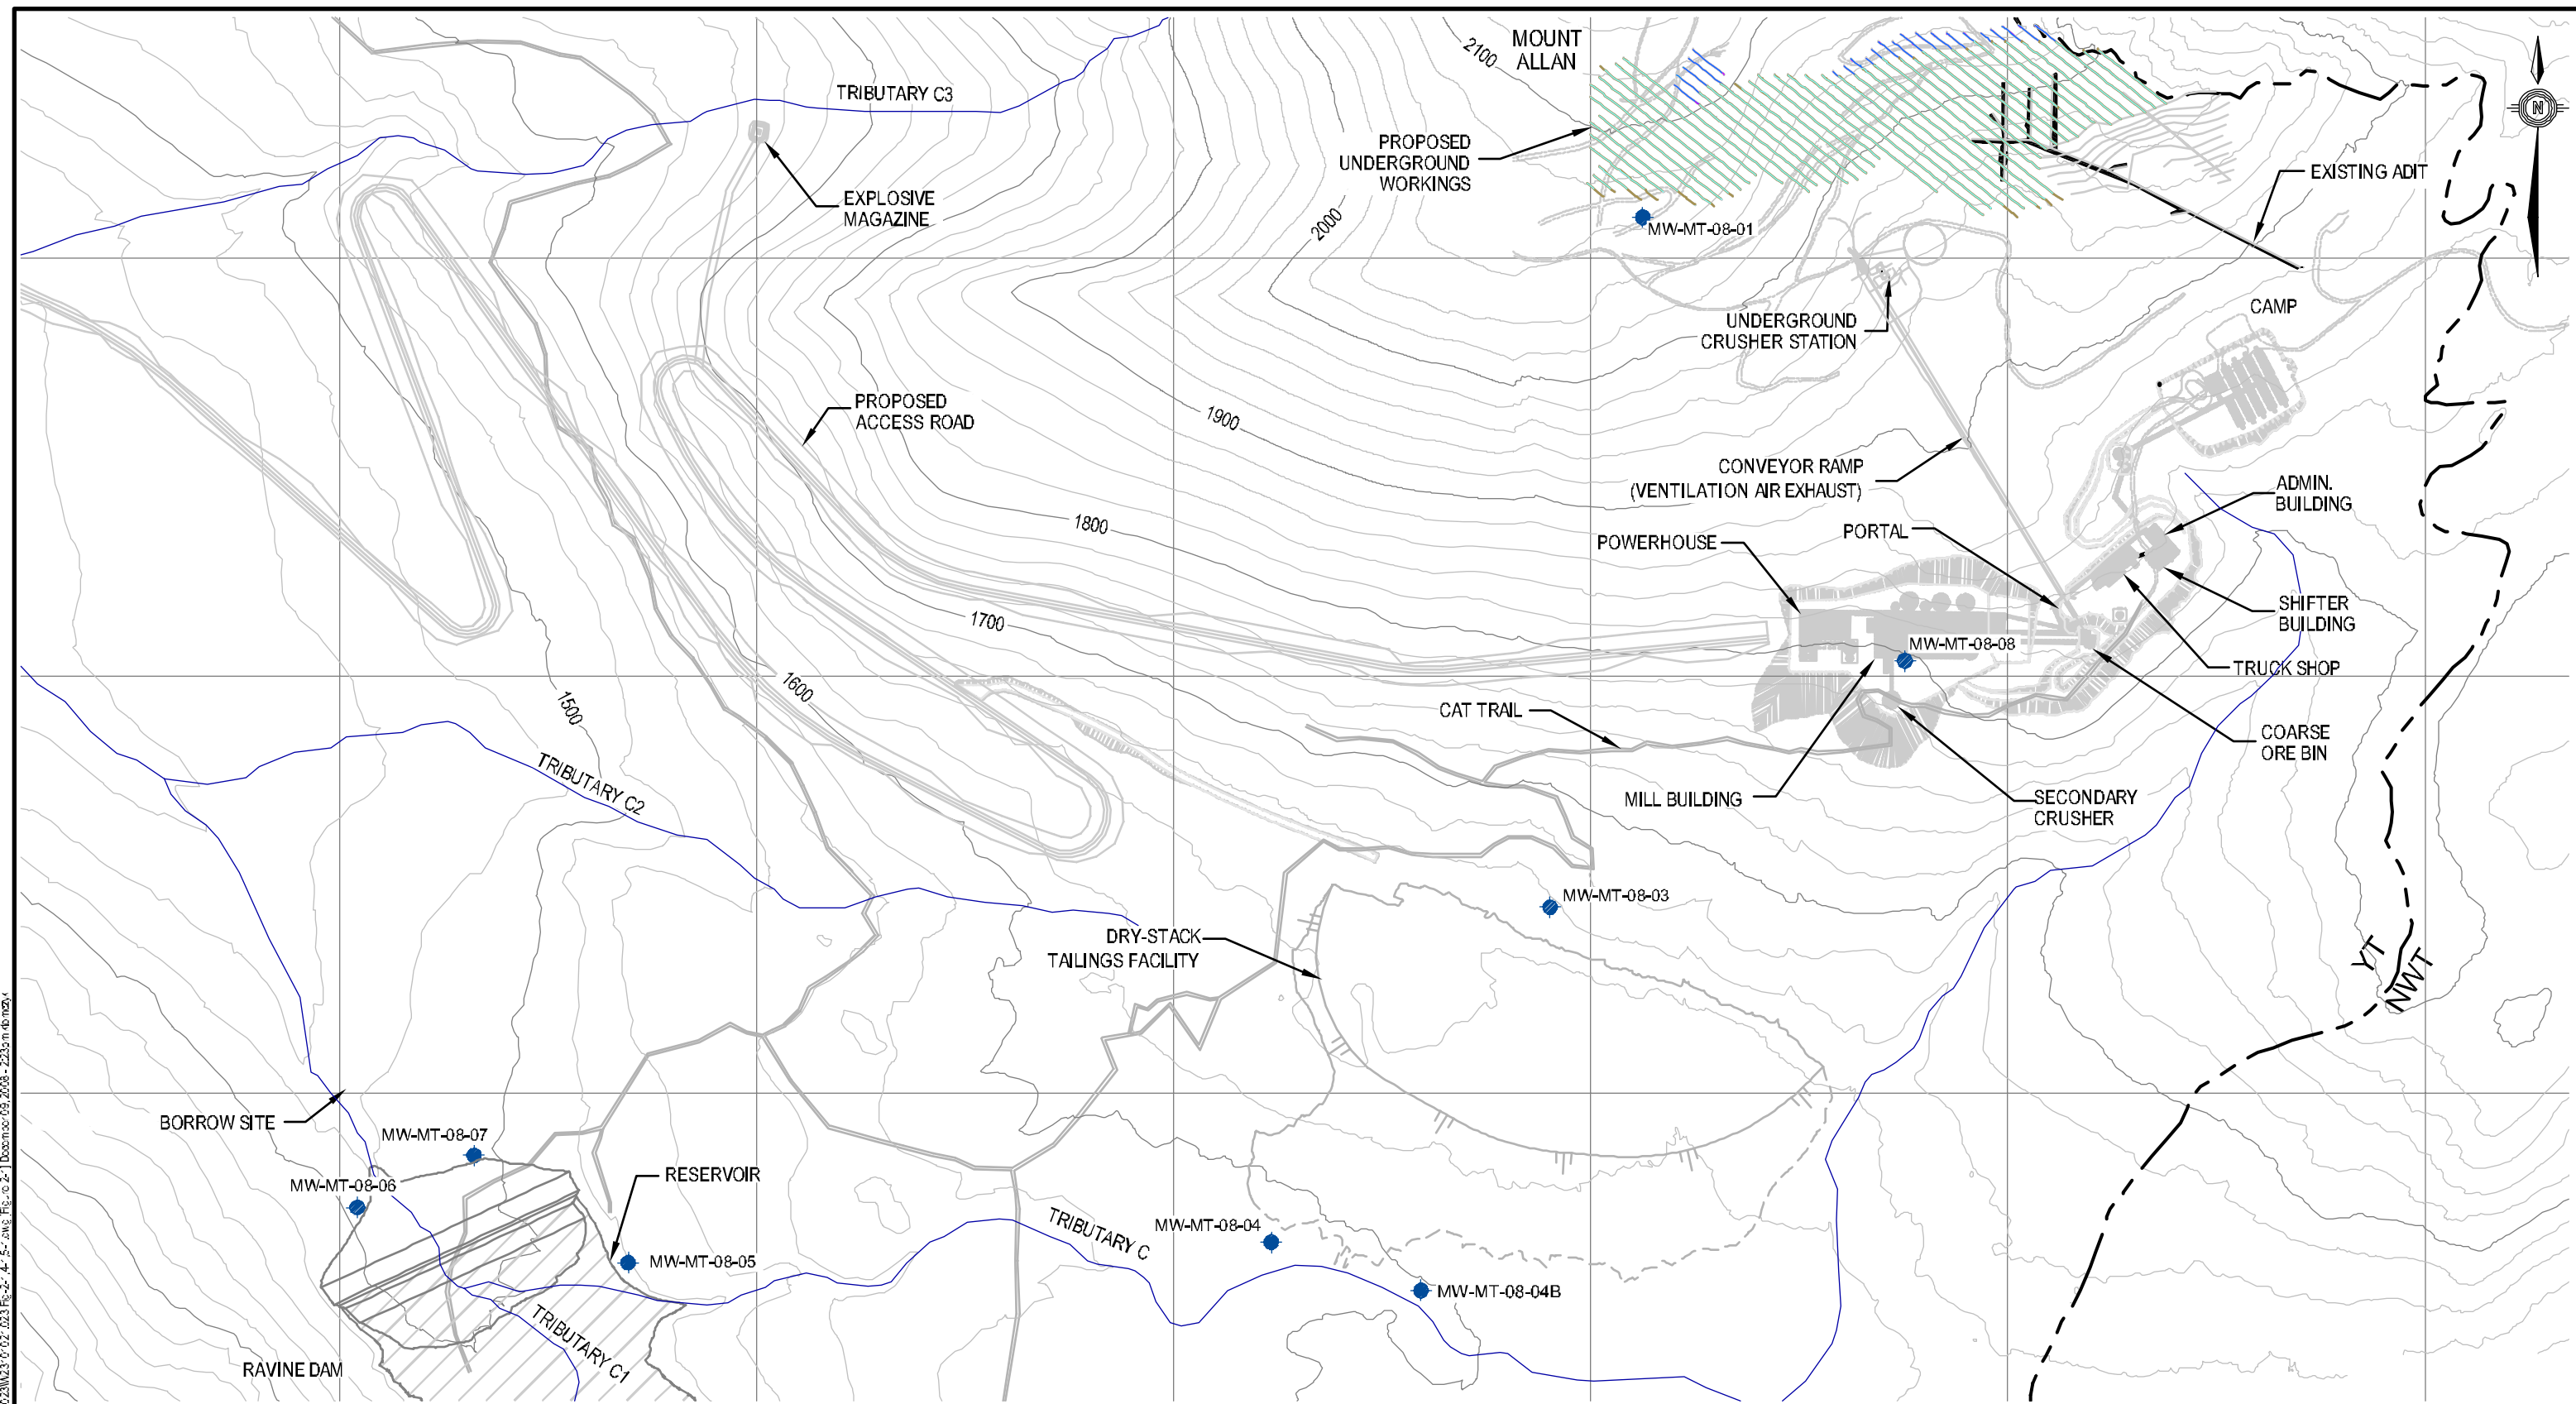 MOUNT
ALLAN
2100
TRIBUTARY C3
N
PROPOSED
UNDERGROUND
WORKINGS
EXISTING ADIT
EXPLOSIVE
MAGAZINE
2000
MW-MT-08-01
CAMP
UNDERGROUND
CRUSHER STATION
PROPOSED
ACCESS ROAD
1900
CONVEYOR RAMP
(VENTILATION AIR EXHAUST)
ADMIN.
BUILDING
1800
POWERHOUSE
PORTAL
1700
SHIFTER
BUILDING
MW-MT-08-08
TRUCK SHOP
1600
1500
CAT TRAIL
COARSE
ORE BIN
TRIBUTARY C2
MILL BUILDING
SECONDARY
CRUSHER
MW-MT-08-03
DRY-STACK
TAILINGS FACILITY
YT
NWT
BORROW SITE
MW-MT-08-07
RESERVOIR
MW-MT-08-06
TRIBUTARY C
MW-MT-08-04
MW-MT-08-05
MW-MT-08-04B
TRIBUTARY C1
RAVINE DAM